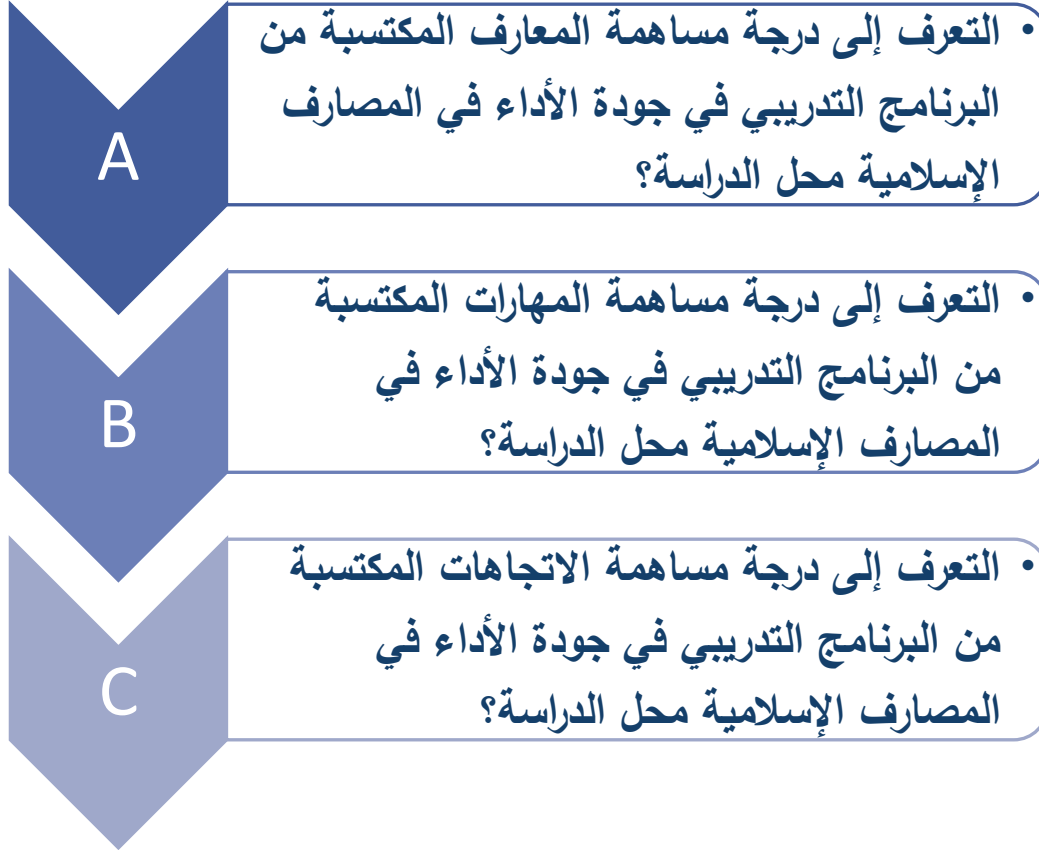 A
• التعرف إلى درجة مساهمة المعارف المكتسبة من
البرنامج التدريبي في جودة الأداء في المصارف
الإسلامية محل الدراسة؟
B
• التعرف إلى درجة مساهمة المهارات المكتسبة
من البرنامج التدريبي في جودة الأداء في
المصارف الإسلامية محل الدراسة؟
C
• التعرف إلى درجة مساهمة الاتجاهات المكتسبة
من البرنامج التدريبي في جودة الأداء في
المصارف الإسلامية محل الدراسة؟